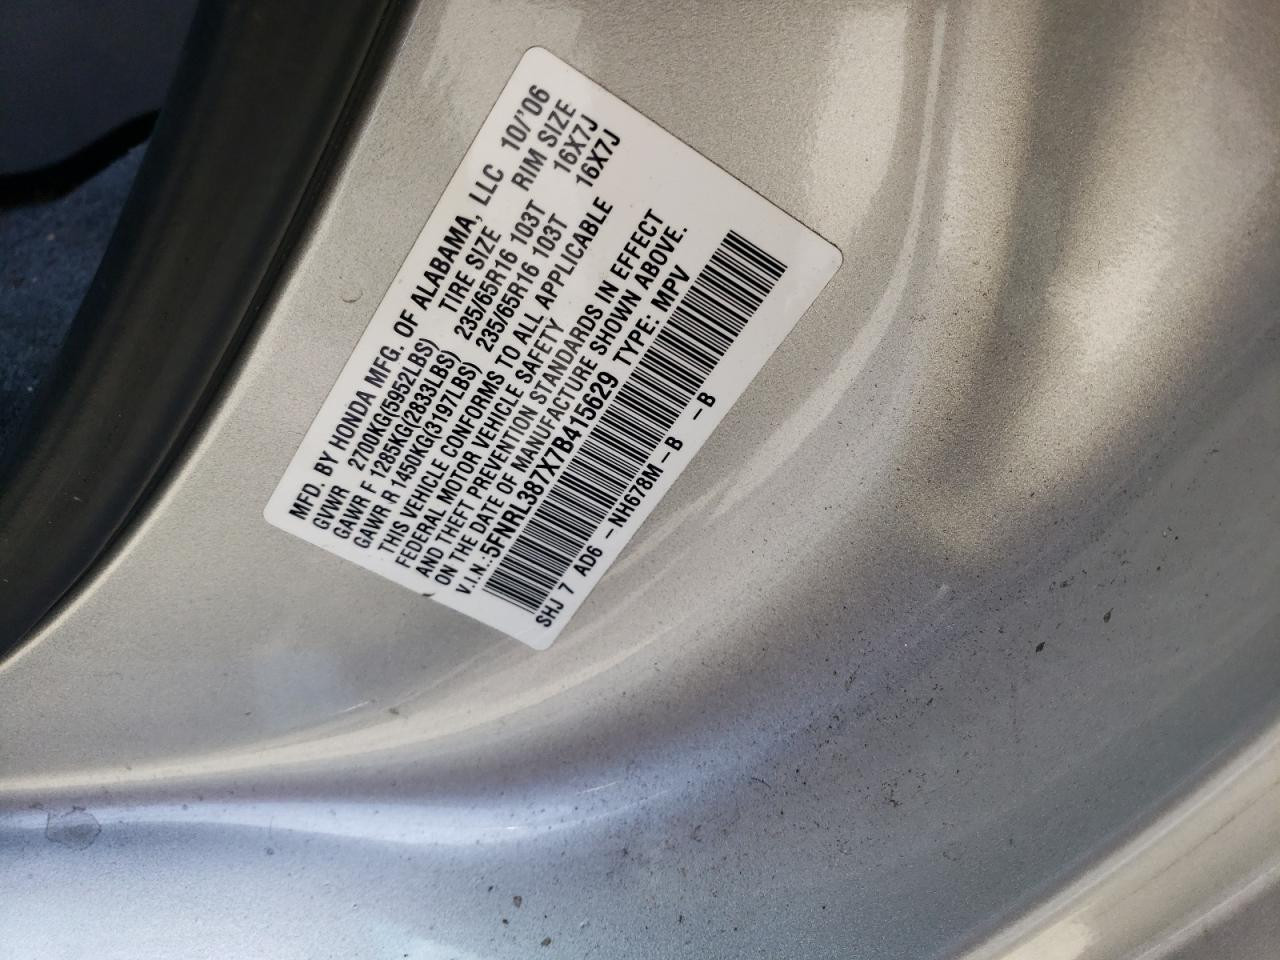 MFD. BY HONDA MFG. OF ALABAMA, LLC 10/'06
GVWR 2700KG(5952LBS) TIRE SIZE RIM SIZE
GAWR F 1285KG(2833LBS) 235/65R16 103T 16X7J
GAWR R 1450KG(3197LBS) 235/65R16 103T 16X7J
THIS VEHICLE CONFORMS TO ALL APPLICABLE
FEDERAL MOTOR VEHICLE SAFETY
AND THEFT PREVENTION STANDARDS IN EFFECT
ON THE DATE OF MANUFACTURE SHOWN ABOVE.
V.I.N.:5FNRL387X7B415629 TYPE: MPV
SHJ 7 AD6 -NH678M-B -B